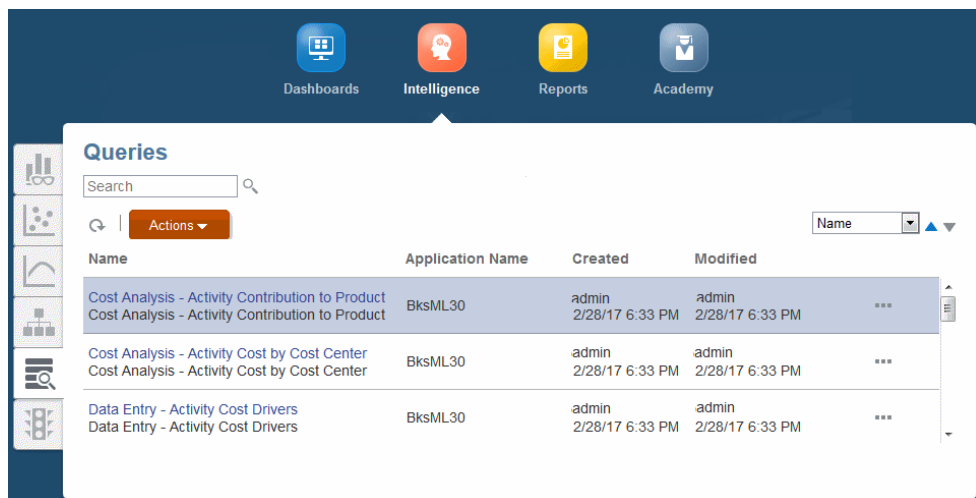 Dashboards Intelligence Reports Academy
Queries
Search
Actions
Name
Name Application Name Created Modified
Cost Analysis - Activity Contribution to Product
Cost Analysis - Activity Contribution to Product
BksML30
admin
2/28/17 6:33 PM
admin
2/28/17 6:33 PM
Cost Analysis - Activity Cost by Cost Center
Cost Analysis - Activity Cost by Cost Center
BksML30
admin
2/28/17 6:33 PM
admin
2/28/17 6:33 PM
Data Entry - Activity Cost Drivers
Data Entry - Activity Cost Drivers
BksML30
admin
2/28/17 6:33 PM
admin
2/28/17 6:33 PM